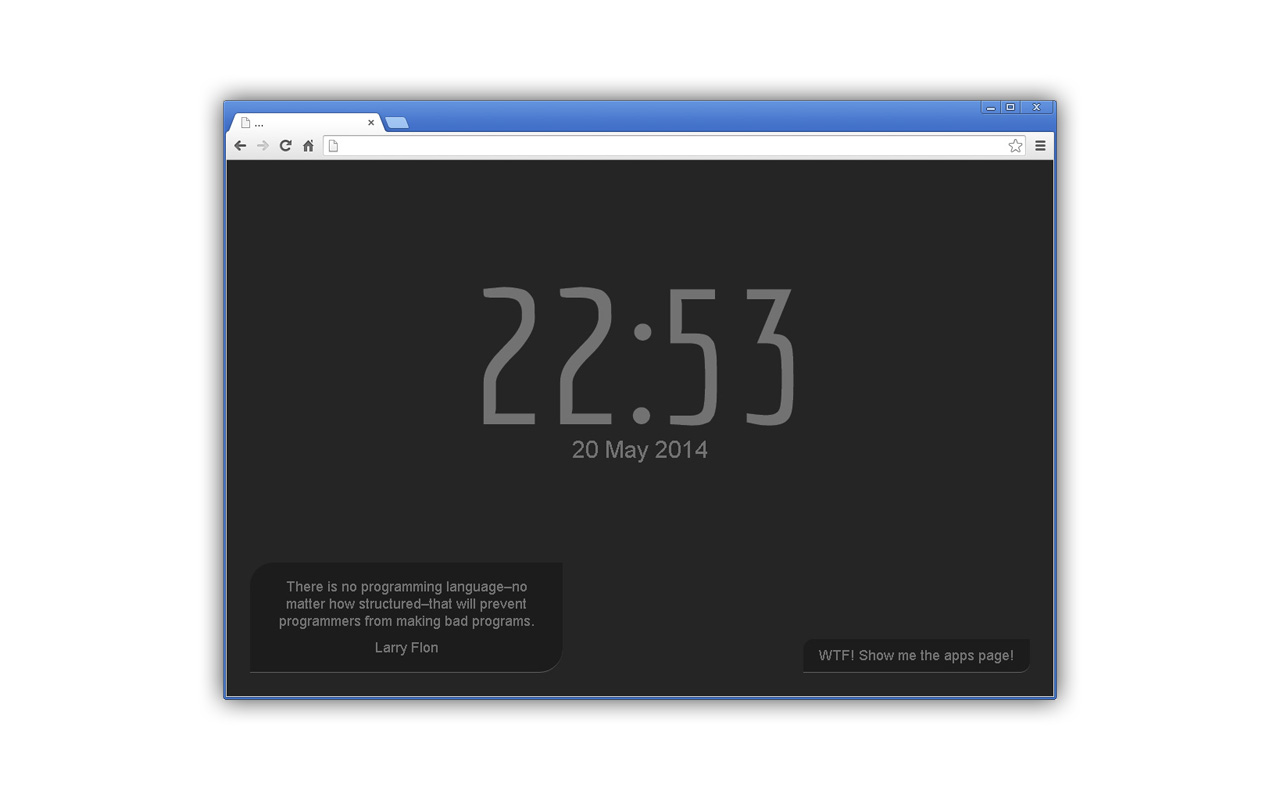 ...
22:53
20 May 2014
There is no programming language–no
matter how structured–that will prevent
programmers from making bad programs.
Larry Flon
WTF! Show me the apps page!